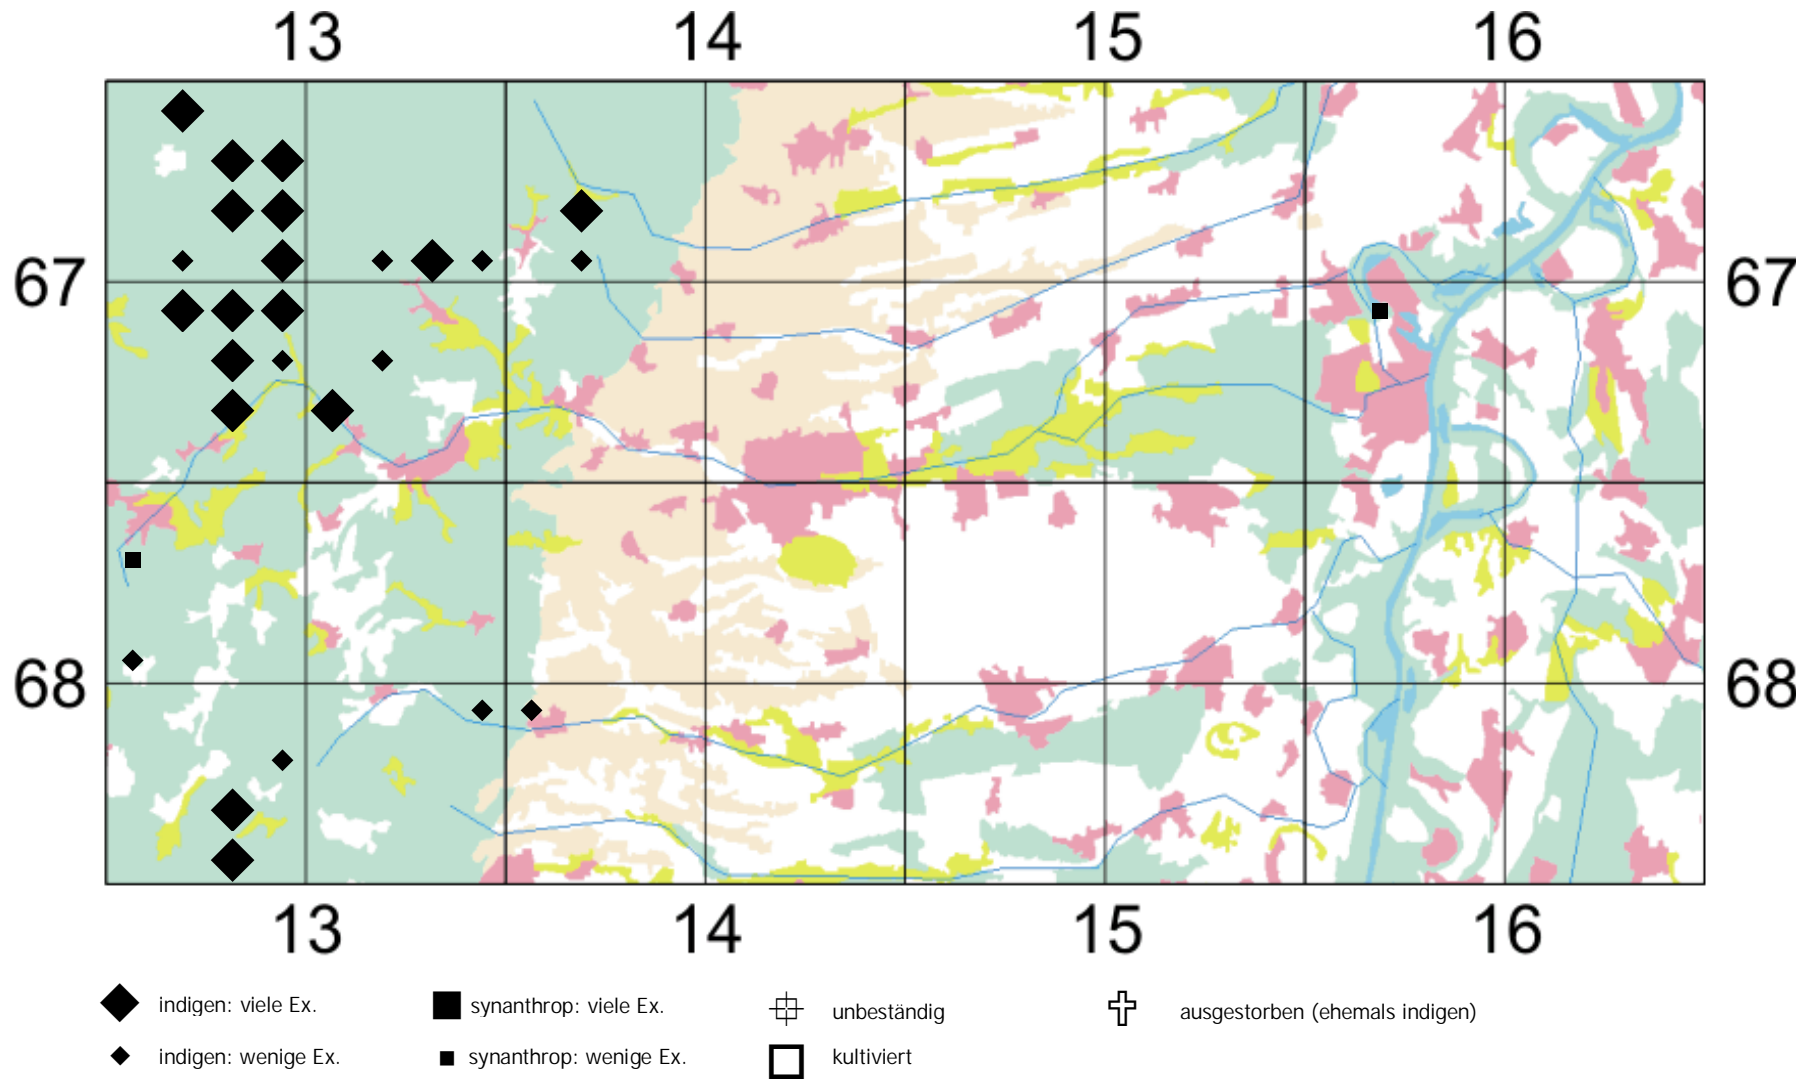 13 14 15 16
67 67
68 68
13 14 15 16
indigen: viele Ex. synanthrop: viele Ex. unbeständig ausgestorben (ehemals indigen)
indigen: wenige Ex. synanthrop: wenige Ex. kultiviert